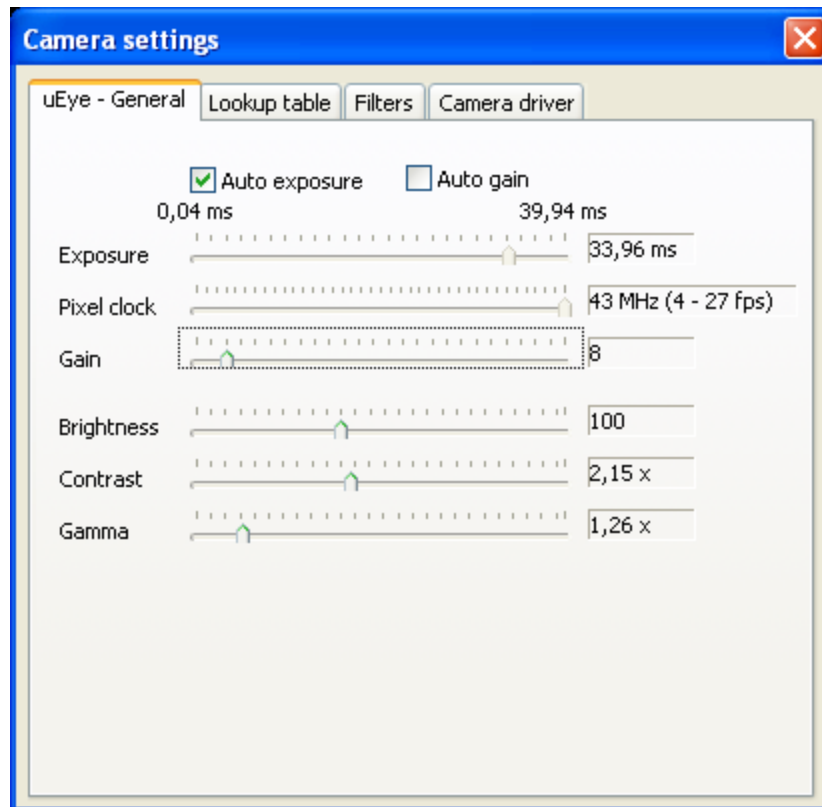 Camera settings
uEye - General Lookup table Filters Camera driver
Auto exposure Auto gain
0,04 ms 39,94 ms
Exposure 33,96 ms
Pixel clock 43 MHz (4 - 27 fps)
Gain 8
Brightness 100
Contrast 2,15 x
Gamma 1,26 x